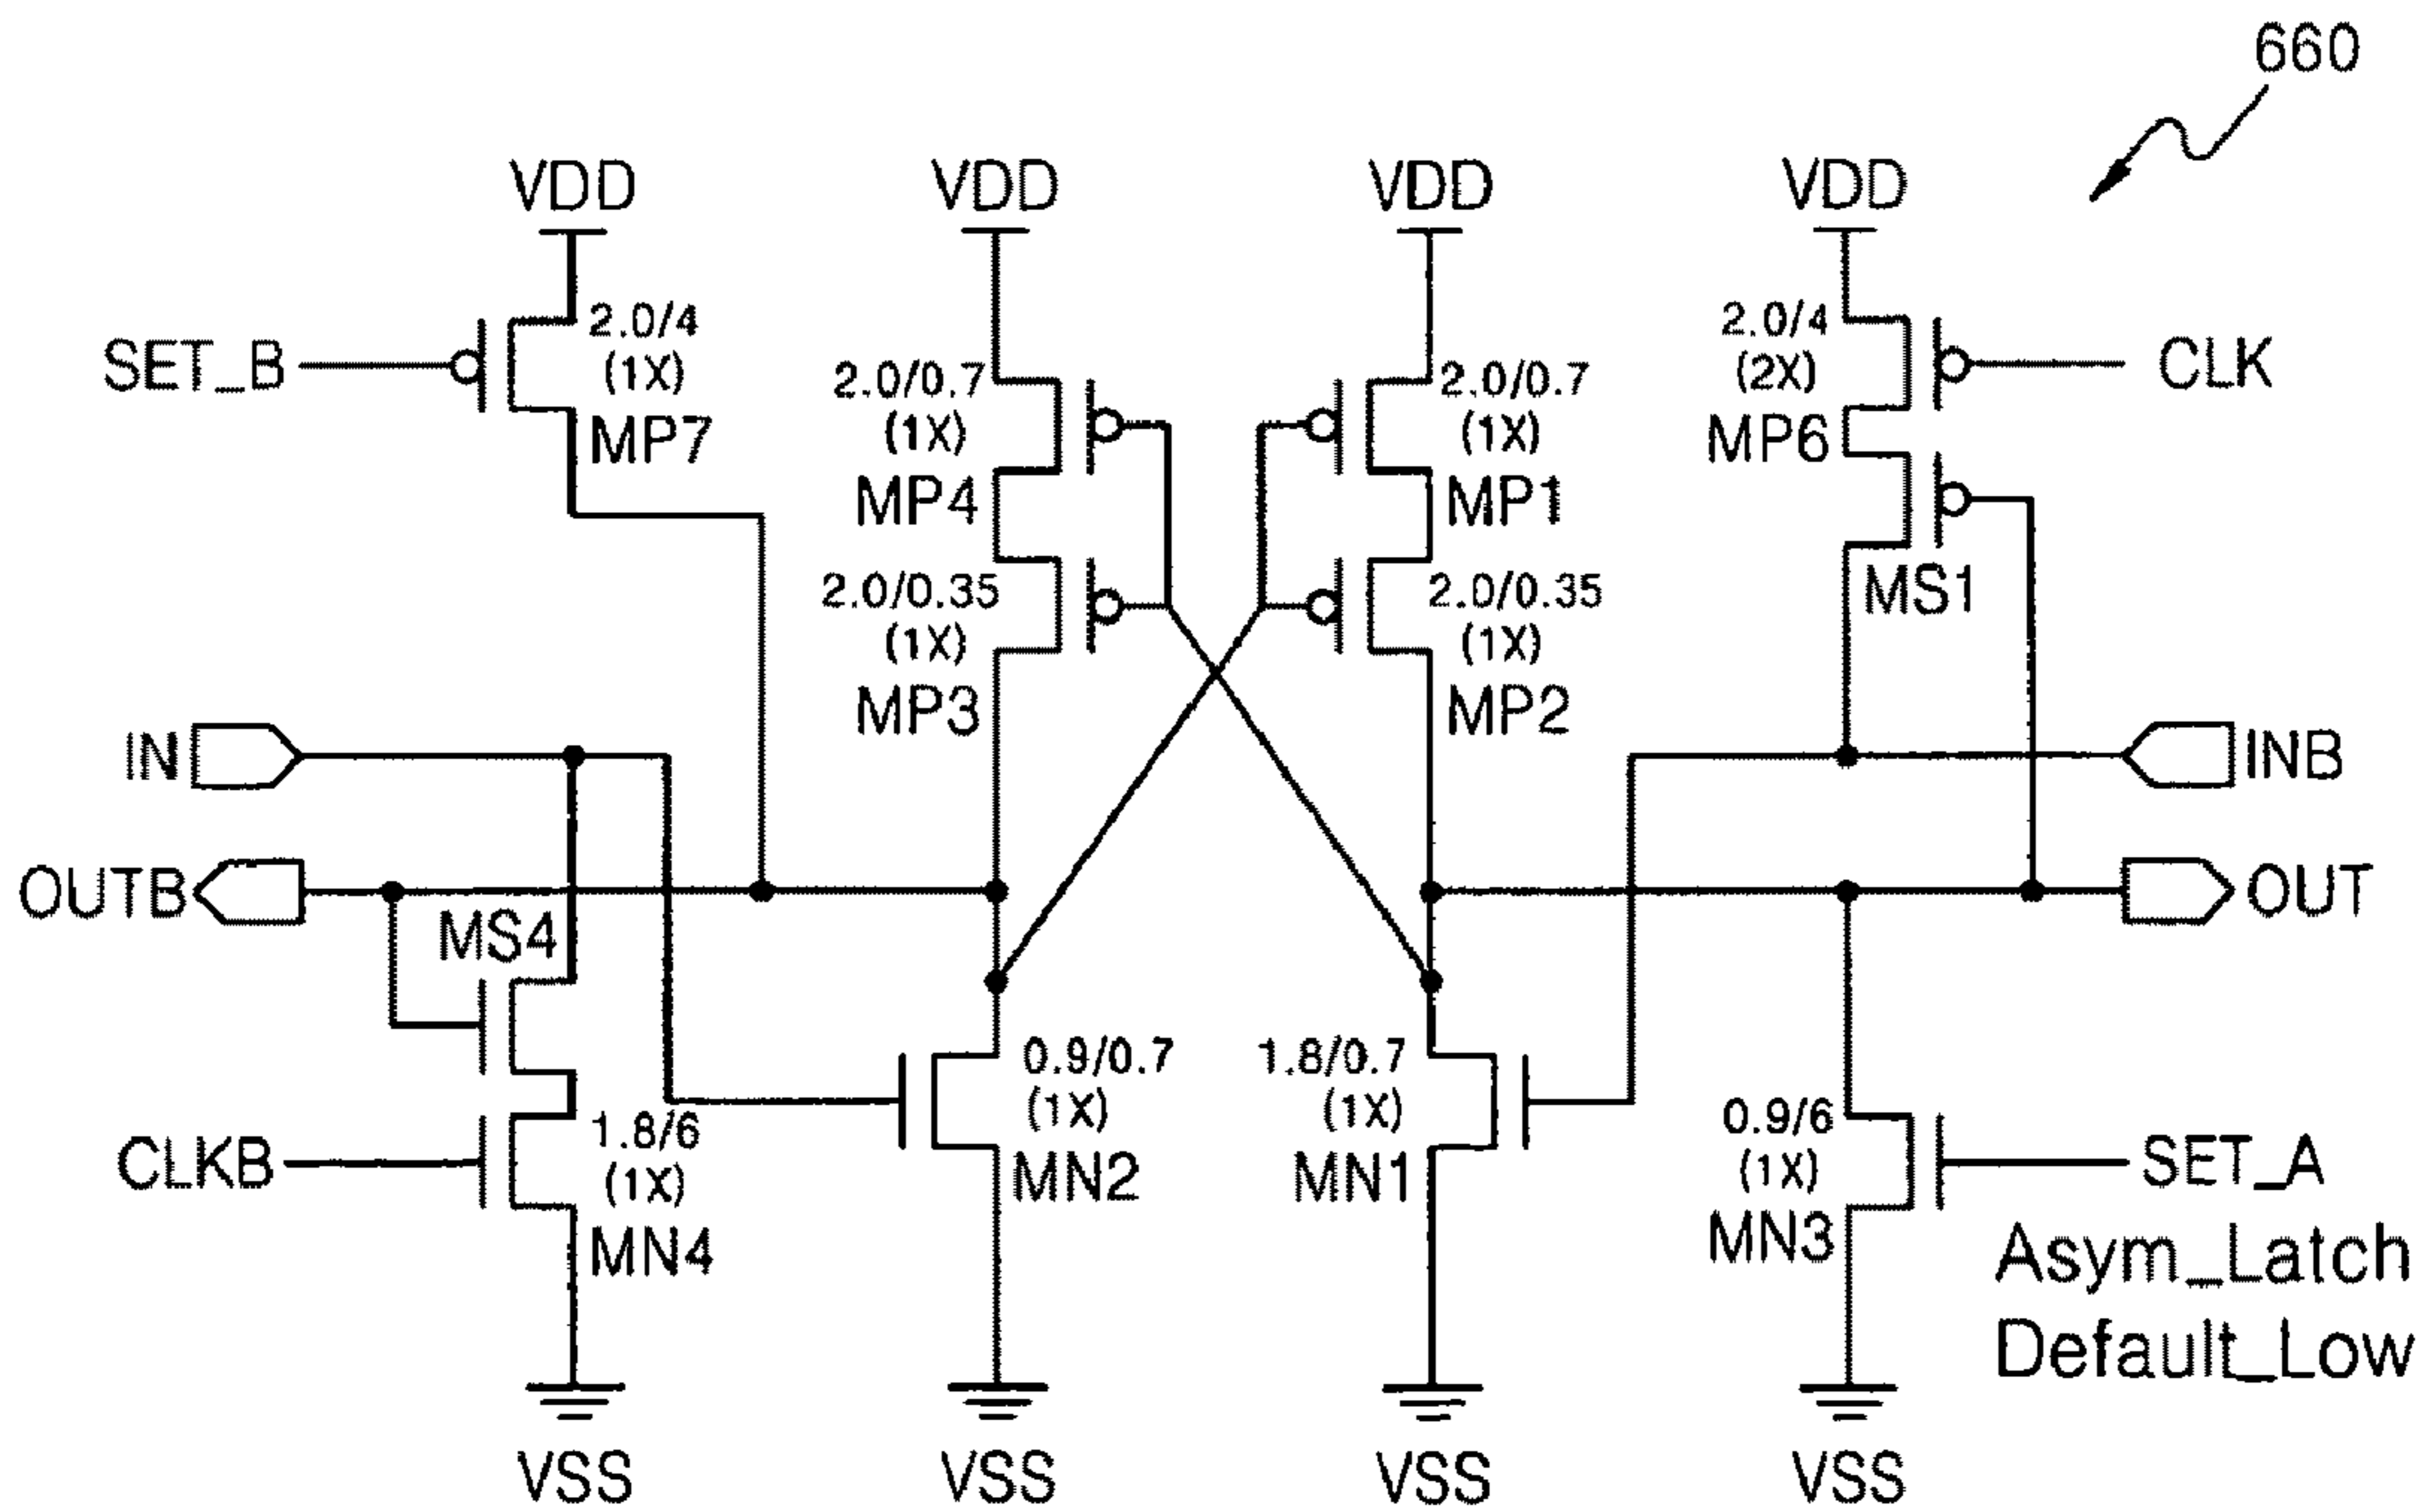 660
VDD
VDD
VDD
VDD
SET_B
2.0/4
(1X)
MP7
2.0/0.7
(1X)
MP4
2.0/0.7
(1X)
MP1
2.0/4
(2X)
MP6
CLK
2.0/0.35
(1X)
MP3
2.0/0.35
(1X)
MP2
MS1
IN
INB
OUTB
OUT
MS4
CLKB
1.8/6
(1X)
MN4
0.9/0.7
(1X)
MN2
1.8/0.7
(1X)
MN1
0.9/6
(1X)
MN3
SET_A
Asym_Latch
Default_Low
VSS
VSS
VSS
VSS